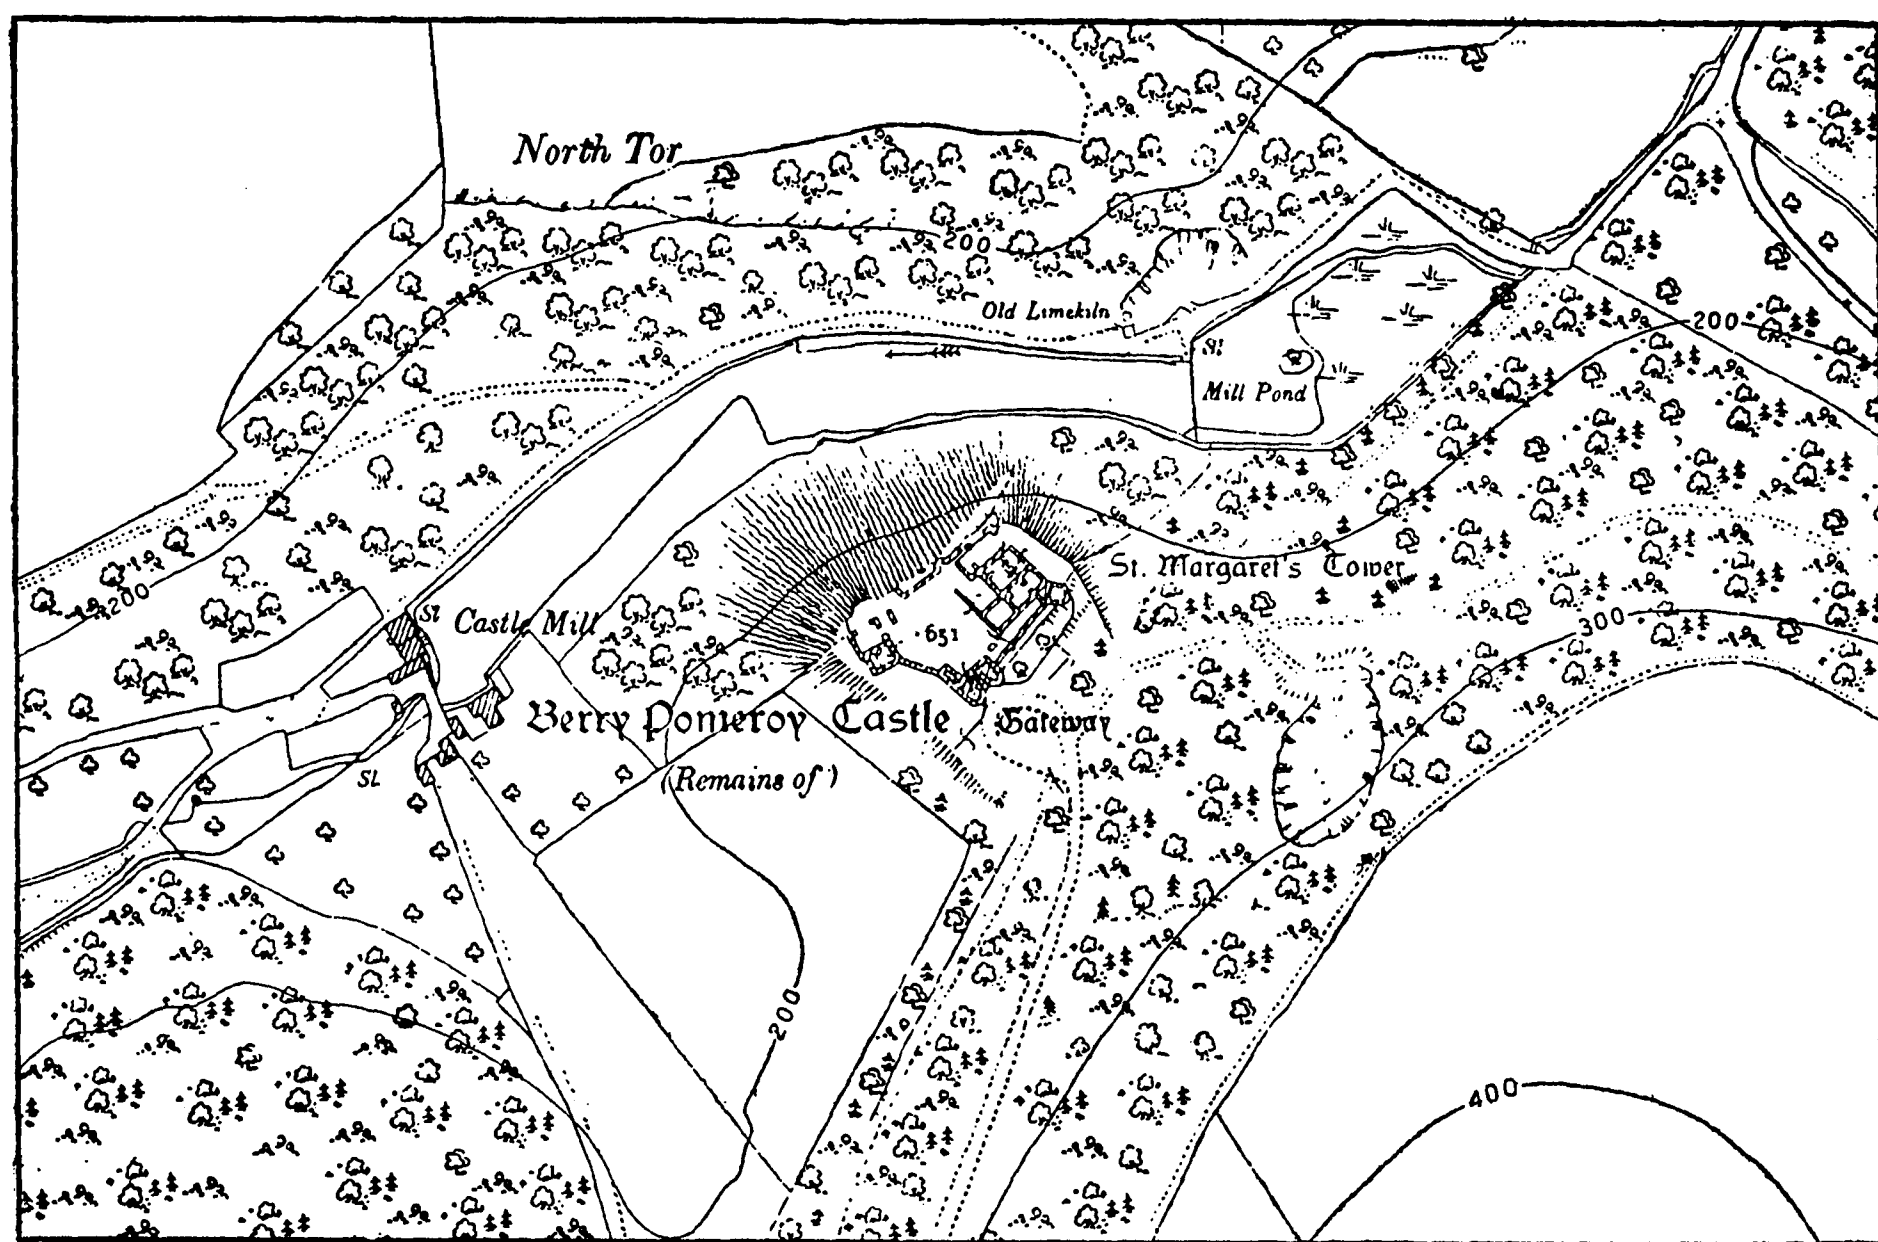 North Tor
200
Old Limekiln
200
Sl.
Mill Pond
St. Margaret's Tower
200
Sl.
Castle Mill
·651
300
Berry Pomeroy Castle
Gateway
(Remains of)
Sl.
200
400